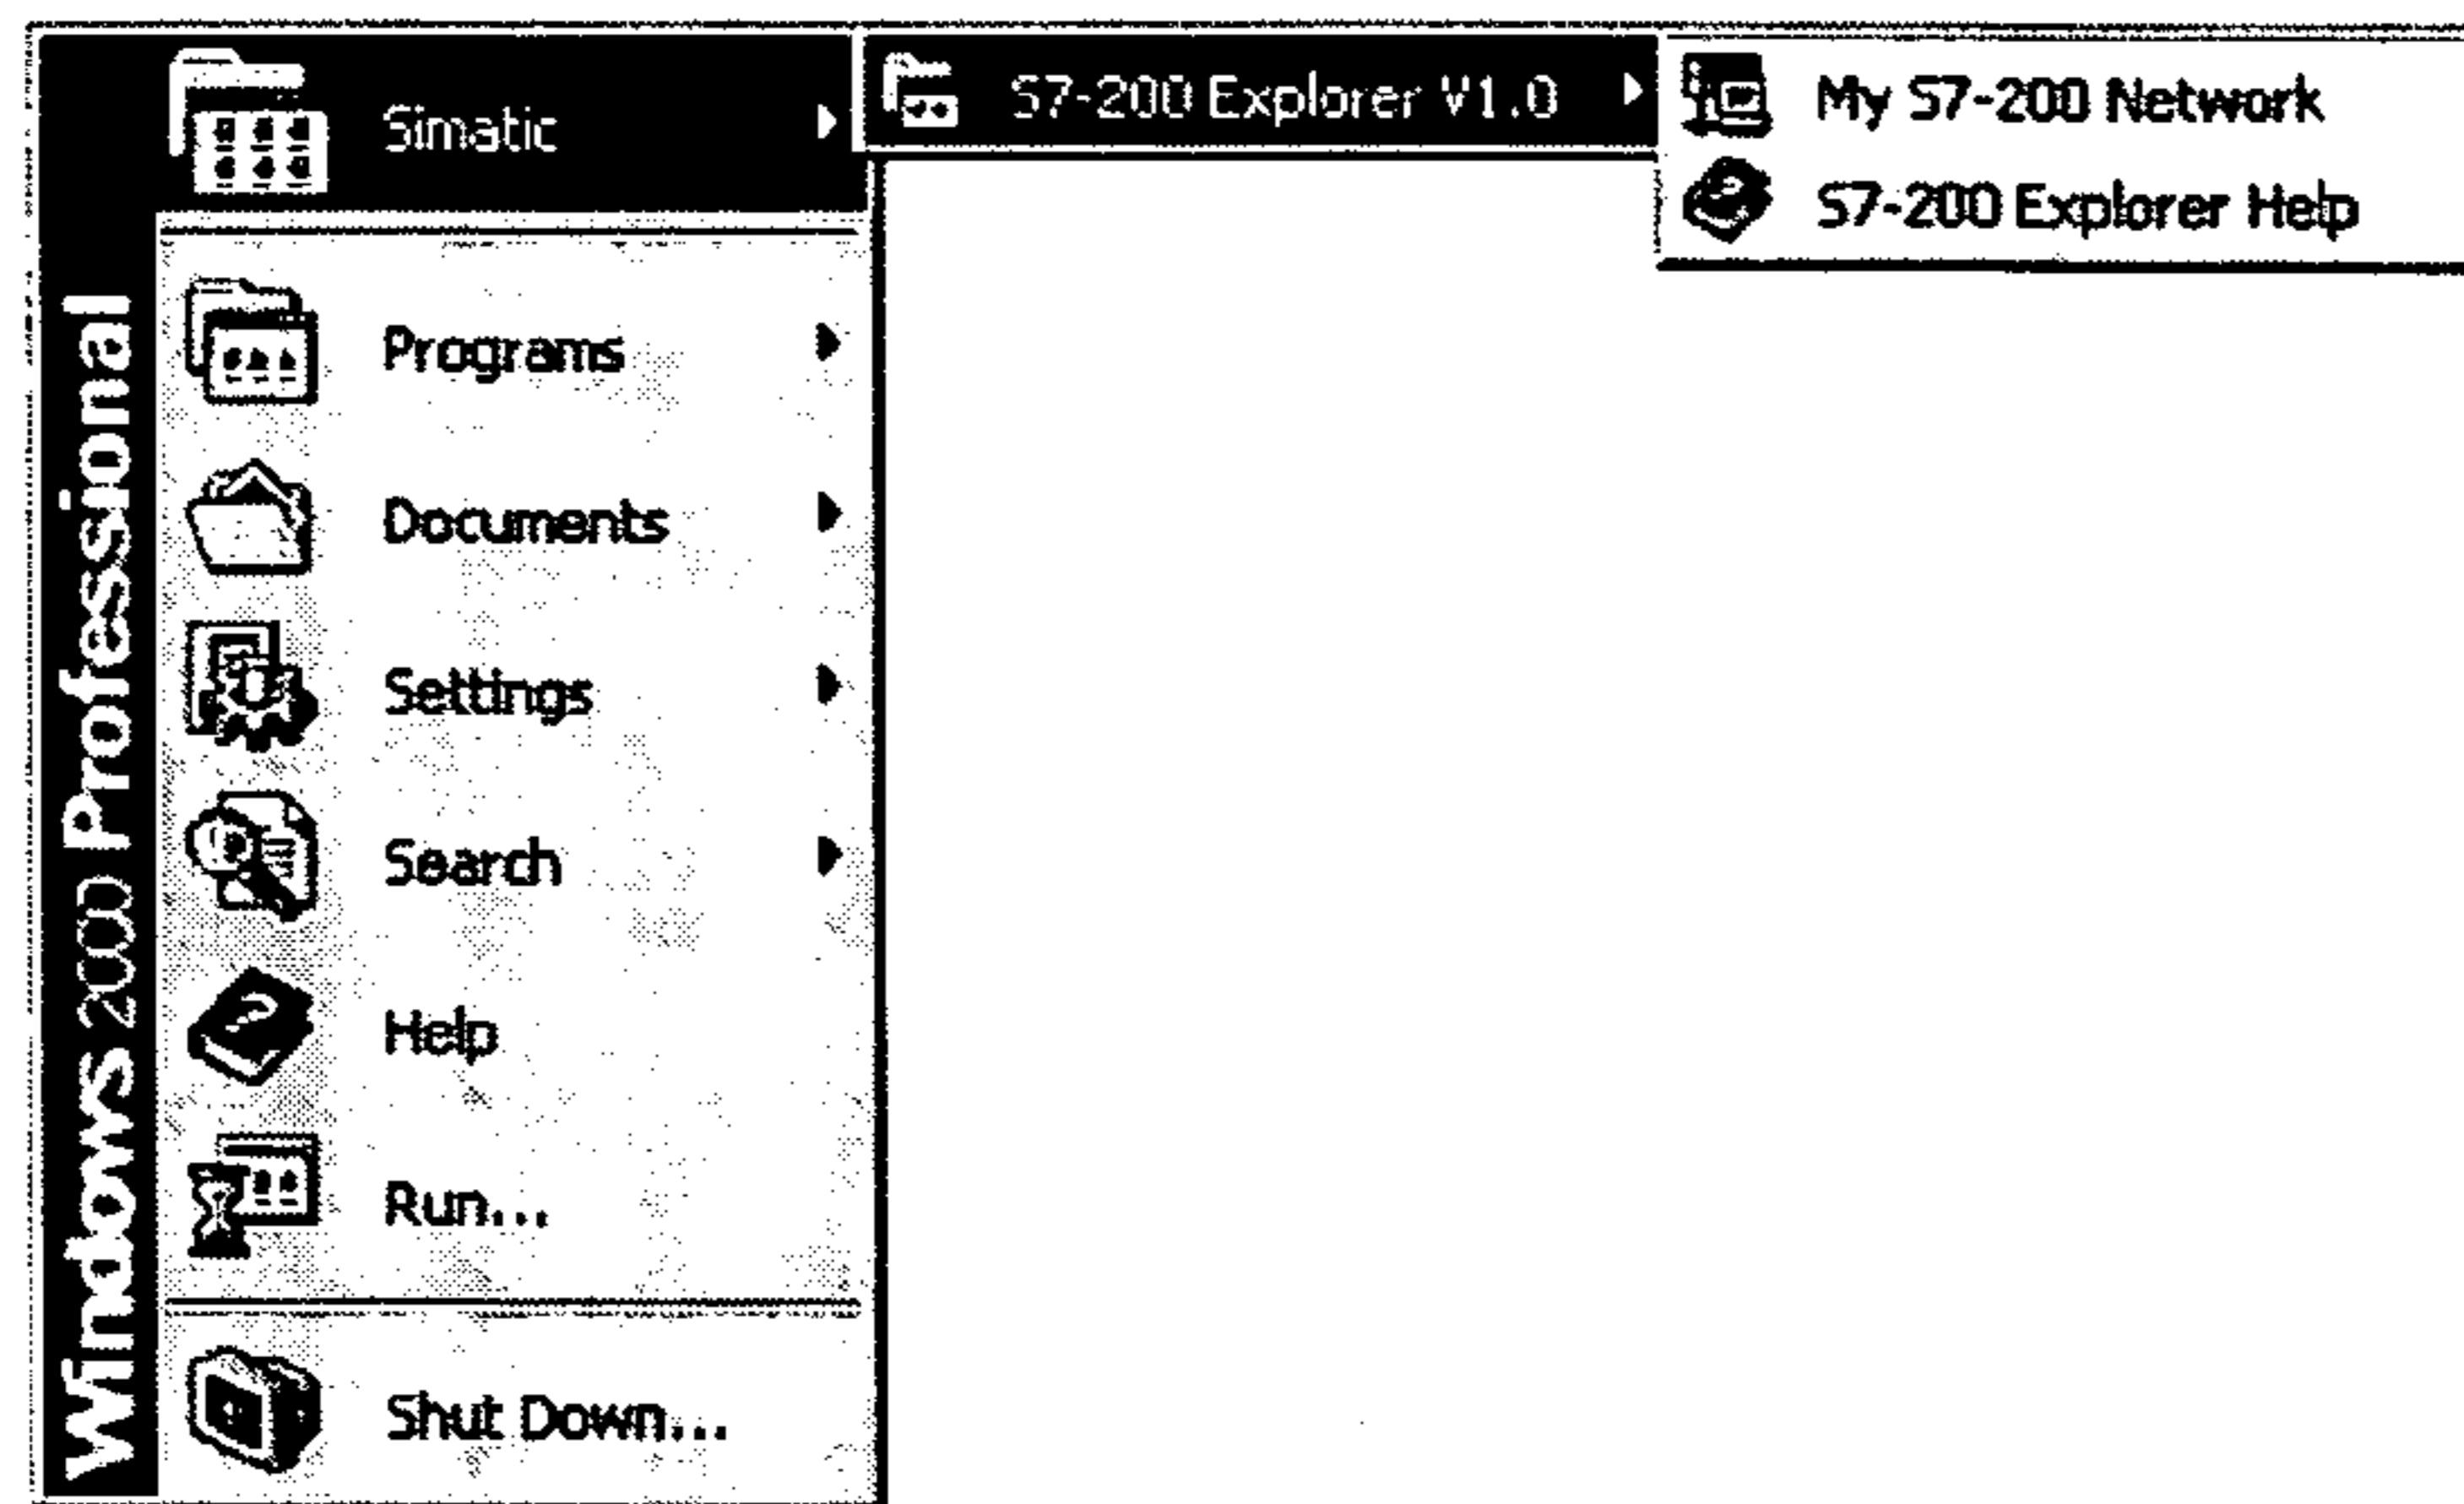 Simatic
S7-200 Explorer V1.0
My S7-200 Network
S7-200 Explorer Help
Programs
Documents
Settings
Search
Help
Run...
Shut Down...
Windows 2000 Professional